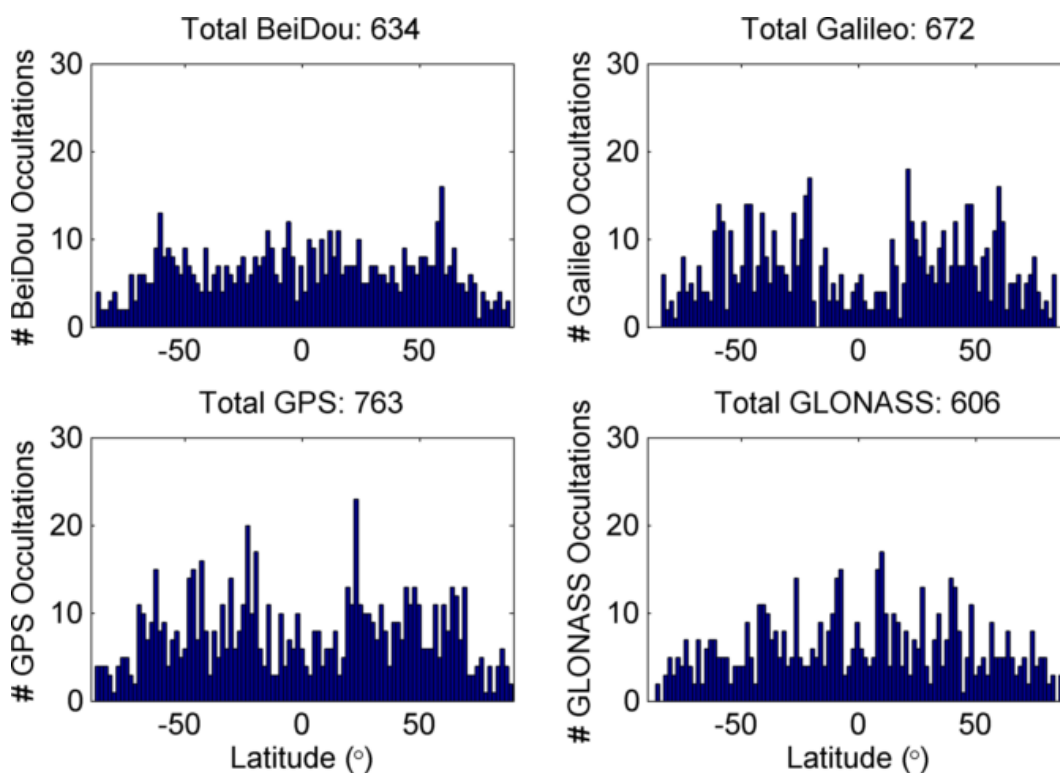 Total BeiDou: 634
# BeiDou Occultations
30
20
10
0
-50 0 50
Total Galileo: 672
# Galileo Occultations
30
20
10
0
-50 0 50
Total GPS: 763
# GPS Occultations
30
20
10
0
-50 0 50
Latitude (°)
Total GLONASS: 606
# GLONASS Occultations
30
20
10
0
-50 0 50
Latitude (°)